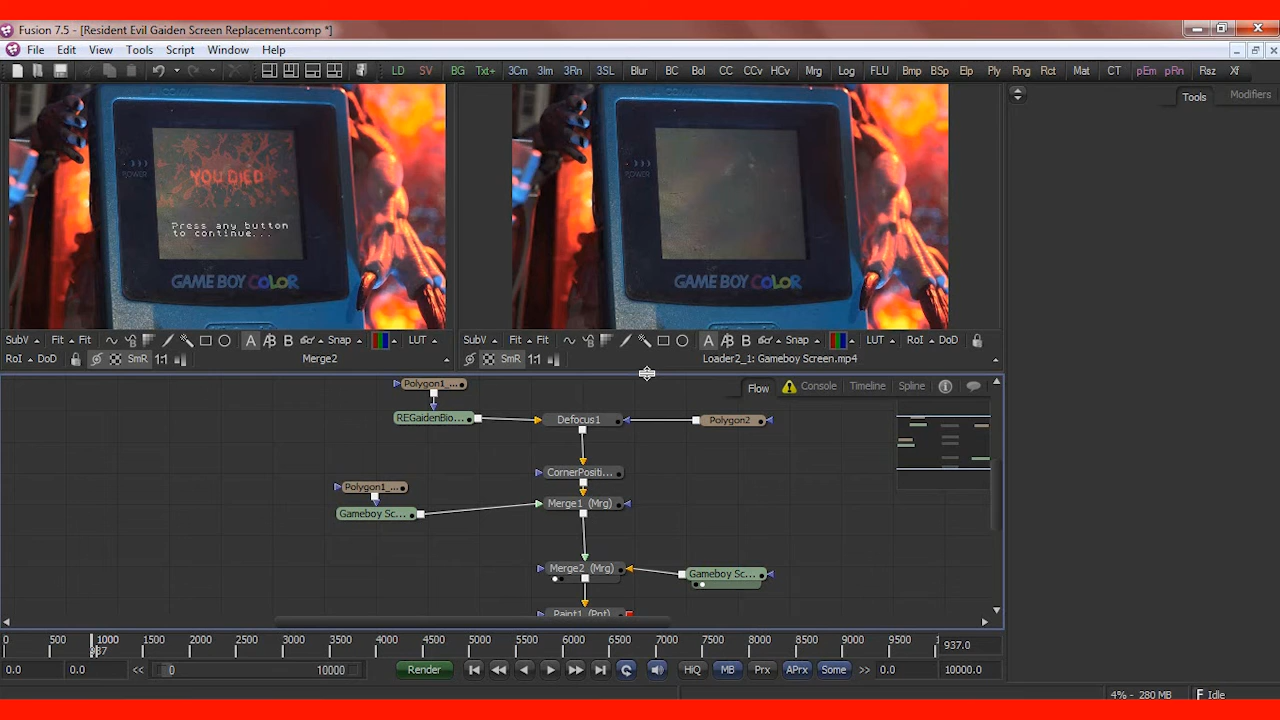 Fusion 7.5 - [Resident Evil Gaiden Screen Replacement.comp *]
File Edit View Tools Script Window Help
LD SV BG Txt+ 3Cm 3Im 3Rn 3SL Blur BC Bol CC CCv HCv Mrg Log FLU Bmp BSp Elp Ply Rng Rct Mat CT pEm pRn Rsz Xf
Tools Modifiers
POWER
YOU DIED
Press any button
to continue...
GAME BOY COLOR
POWER
GAME BOY COLOR
SubV Fit Fit A B Snap LUT
RoI DoD SmR 1:1 Merge2
SubV Fit Fit A B Snap LUT RoI DoD
SmR 1:1 Loader2_1: Gameboy Screen.mp4
Flow Console Timeline Spline
Polygon1_...
REGaidenBio...
Defocus1
Polygon2
CornerPositi...
Polygon1_...
Gameboy Sc...
Merge1 (Mrg)
Merge2 (Mrg)
Gameboy Sc...
Paint1 (Pnt)
0 500 1000 1500 2000 2500 3000 3500 4000 4500 5000 5500 6000 6500 7000 7500 8000 8500 9000 9500
937
937.0
0.0 0.0 << 0 10000 Render HiQ MB Prx APrx Some >> 0.0 10000.0
4% - 280 MB Idle